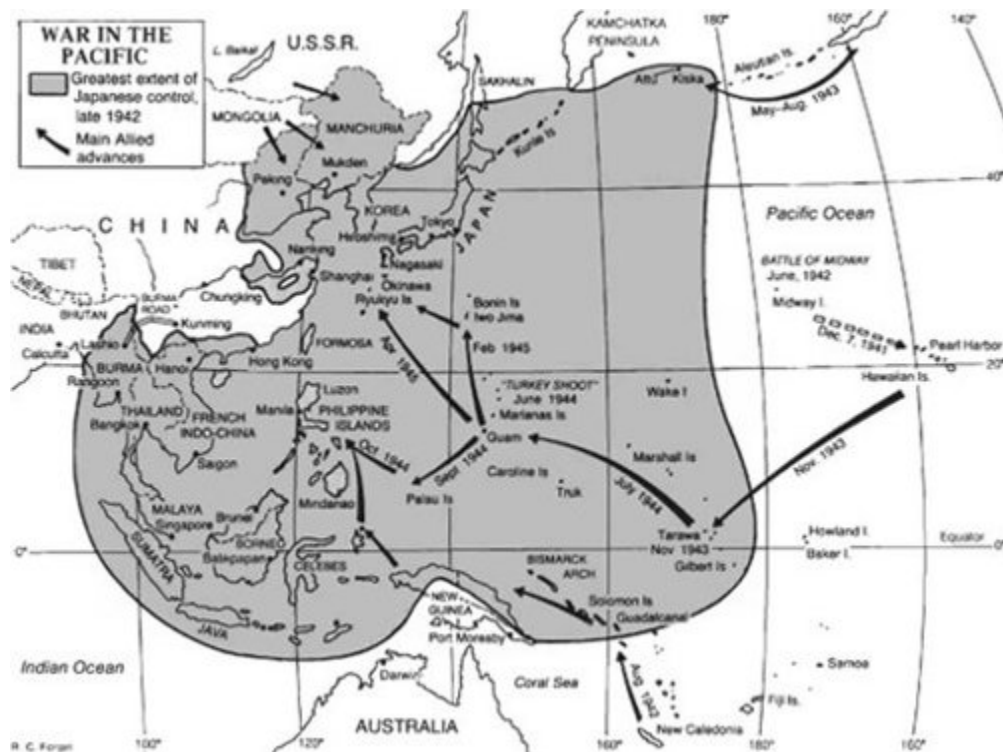 WAR IN THE
PACIFIC
Greatest extent of
Japanese control,
late 1942
Main Allied
advances
U.S.S.R.
L. Baikal
KAMCHATKA
PENINSULA
180°
160°
140°
Aleutian Is.
Attu
Kiska
May-Aug. 1943
SAKHALIN
MONGOLIA
MANCHURIA
Mukden
Kurile Is
Peking
40°
KOREA
Tokyo
JAPAN
Hiroshima
CHINA
Pacific Ocean
Nanking
Nagasaki
Shanghai
Okinawa
Ryukyu Is
TIBET
NEPAL
BHUTAN
BURMA
ROAD
Chungking
Kunming
BATTLE OF MIDWAY
June, 1942
Midway I.
Dec. 7, 1941
Pearl Harbor
Bonin Is
Iwo Jima
INDIA
Calcutta
Lashio
BURMA
Hanoi
Hong Kong
FORMOSA
Apr. 1945
Feb 1945
20°
Hawaiian Is.
Rangoon
"TURKEY SHOOT"
June 1944
Marianas Is
Wake I
Luzon
THAILAND
Bangkok
FRENCH
INDO-CHINA
Manila
PHILIPPINE
ISLANDS
Guam
Oct. 1944
Sept. 1944
Nov. 1943
Saigon
Mindanao
Palau Is
Caroline Is
Truk
Marshall Is
July 1944
MALAYA
Singapore
Brunei
BORNEO
Balikpapan
Tarawa
Nov 1943
Gilbert Is
Howland I.
Baker I.
Equator
0°
0°
SUMATRA
CELEBES
BISMARCK
ARCH
JAVA
NEW
GUINEA
Solomon Is
Guadalcanal
Port Moresby
Indian Ocean
Darwin
Coral Sea
Aug. 1942
Samoa
Fiji Is
AUSTRALIA
New Caledonia
100°
120°
160°
180°
160°